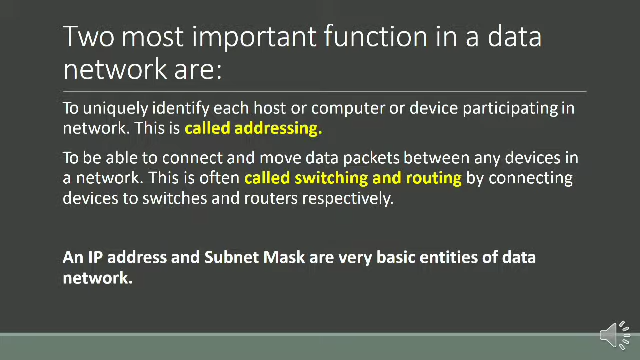 Two most important function in a data
network are:
To uniquely identify each host or computer or device participating in
network. This is called addressing.
To be able to connect and move data packets between any devices in
a network. This is often called switching and routing by connecting
devices to switches and routers respectively.
An IP address and Subnet Mask are very basic entities of data
network.